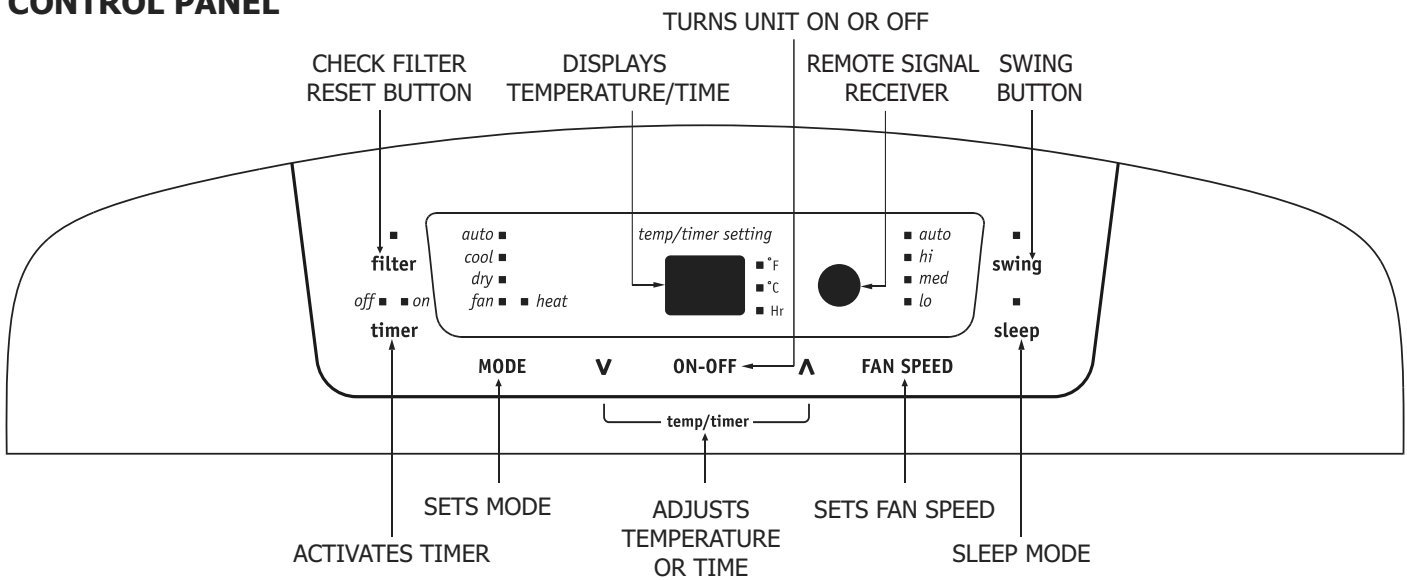 CONTROL PANEL
TURNS UNIT ON OR OFF
CHECK FILTER
RESET BUTTON
DISPLAYS
TEMPERATURE/TIME
REMOTE SIGNAL
RECEIVER
SWING
BUTTON
filter
off on
timer
auto
cool
dry
fan heat
temp/timer setting
°F
°C
Hr
auto
hi
med
lo
swing
sleep
MODE
V
ON-OFF
Λ
FAN SPEED
temp/timer
SETS MODE
ADJUSTS
TEMPERATURE
OR TIME
SETS FAN SPEED
ACTIVATES TIMER
SLEEP MODE